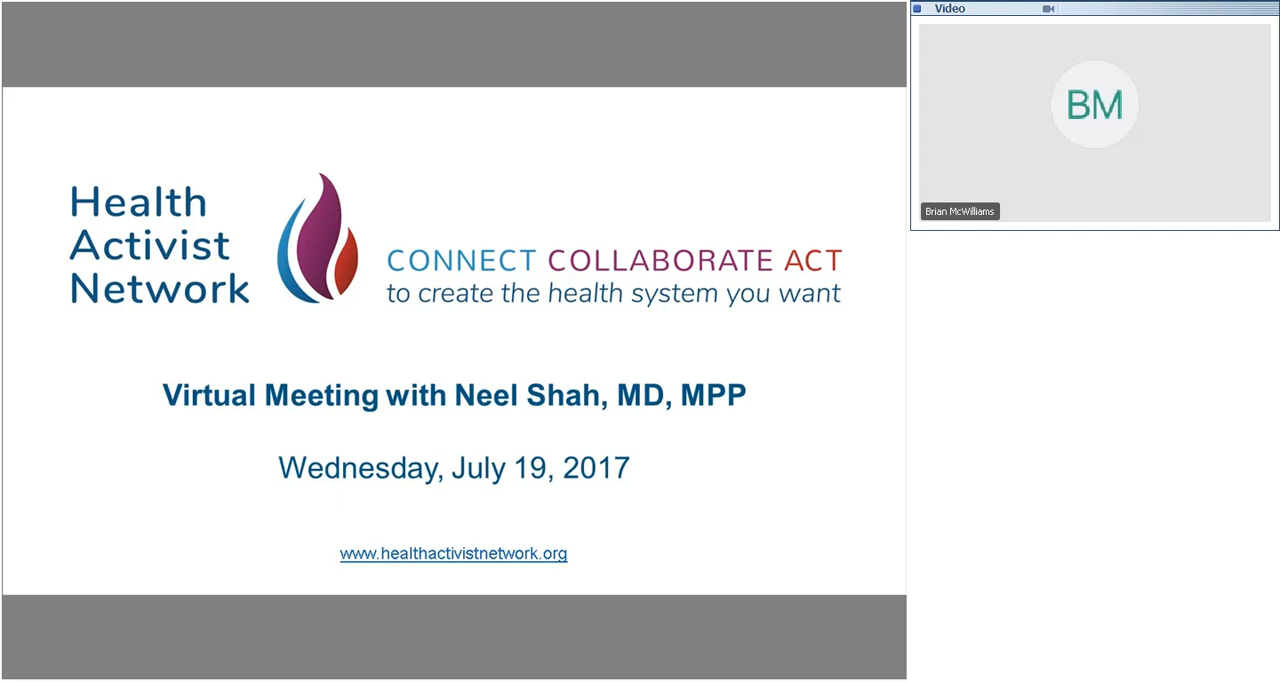 Health
Activist
Network
CONNECT COLLABORATE ACT
to create the health system you want
Virtual Meeting with Neel Shah, MD, MPP
Wednesday, July 19, 2017
www.healthactivistnetwork.org
Video
BM
Brian McWilliams